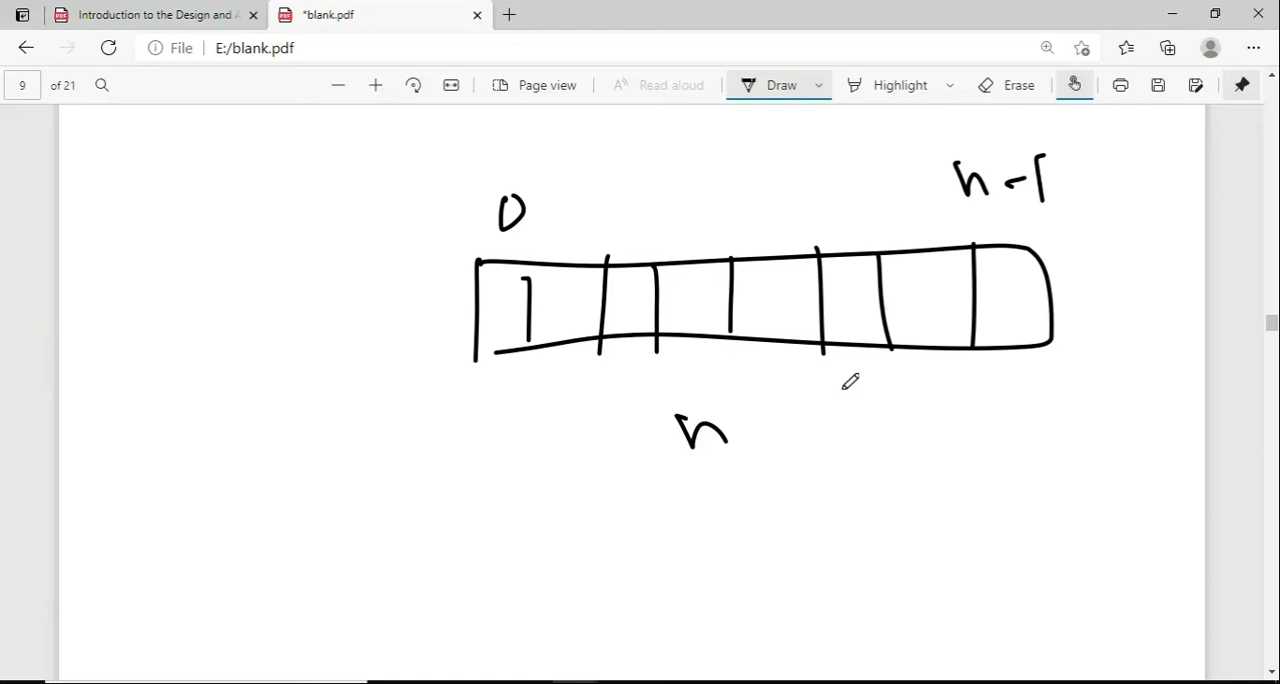 Introduction to the Design and A
*blank.pdf
File E:/blank.pdf
9 of 21 Page view Read aloud Draw Highlight Erase
n-1
0
n